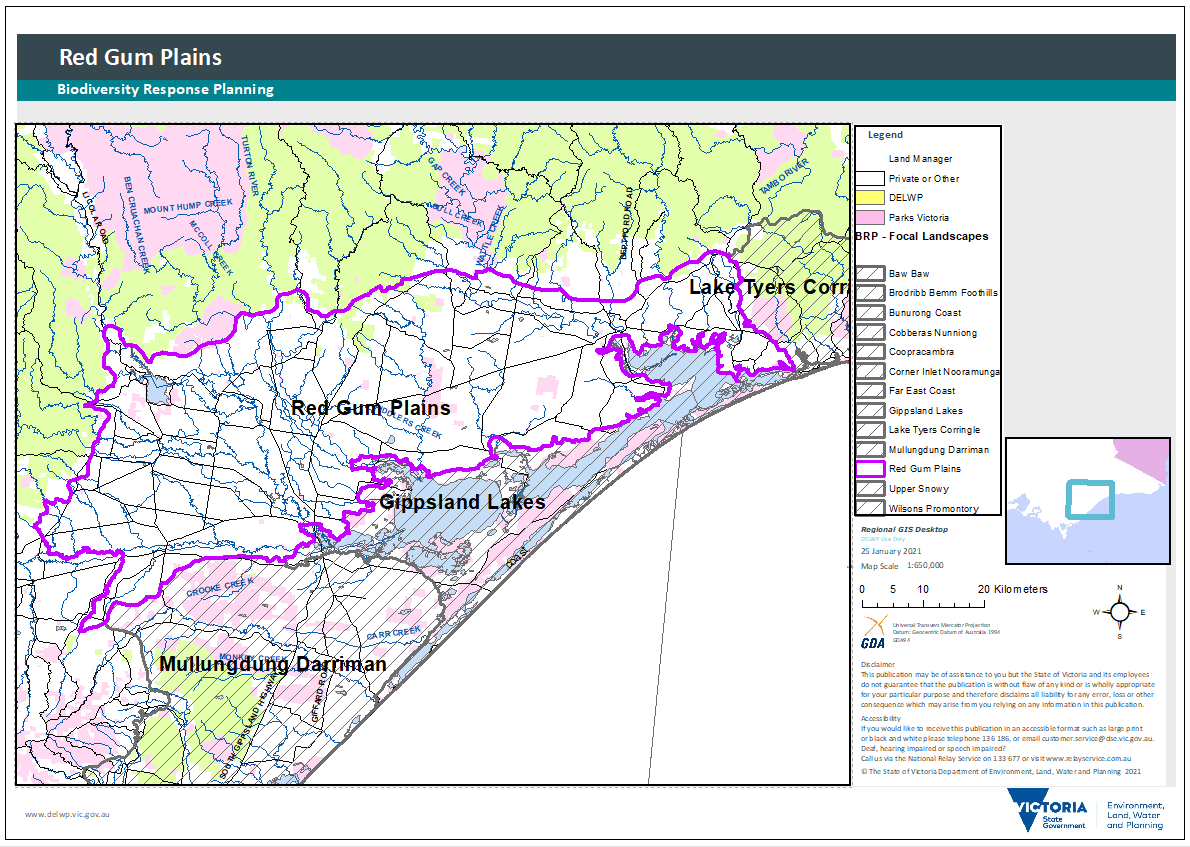 Red Gum Plains
Biodiversity Response Planning
TURTON RIVER
GAP CREEK
TAMBO RIVER
BEN CRUACHAN CREEK
MOUNT HUMP CREEK
BULL CREEK
WATTLE CREEK
DEPTFORD ROAD
LICOLA ROAD
MCCOLL CREEK
Lake Tyers Corr
Red Gum Plains
CREEK
Gippsland Lakes
COAST
CROOKE CREEK
CARR CREEK
MONKEY CREEK
Mullungdung Darriman
SOUTH GIPPSLAND HIGHWAY
GIFFARD ROAD
Legend
Land Manager
Private or Other
DELWP
Parks Victoria
BRP - Focal Landscapes
Baw Baw
Brodribb Bemm Foothills
Bunurong Coast
Cobberas Nunniong
Coopracambra
Corner Inlet Nooramunga
Far East Coast
Gippsland Lakes
Lake Tyers Corringle
Mullungdung Darriman
Red Gum Plains
Upper Snowy
Wilsons Promontory
Regional GIS Desktop
DELWP Use Only
25 January 2021
Map Scale 1:650,000
0 5 10 20 Kilometers
N
W E
S
GDA
Universal Transvers Mercator Projection
Datum: Geocentric Datum of Australia 1994
GDA94
Disclaimer
This publication may be of assistance to you but the State of Victoria and its employees
do not guarantee that the publication is without flaw of any kind or is wholly appropriate
for your particular purpose and therefore disclaims all liability for any error, loss or other
consequence which may arise from you relying on any information in this publication.
Accessibility
If you would like to receive this publication in an accessible format such as large print
or black and white please telephone 136 186, or email customer.service@dse.vic.gov.au.
Deaf, hearing impaired or speech impaired?
Call us via the National Relay Service on 133 677 or visit www.relayservice.com.au
© The State of Victoria Department of Environment, Land, Water and Planning 2021
www.delwp.vic.gov.au
VICTORIA
State
Government
Environment,
Land, Water
and Planning